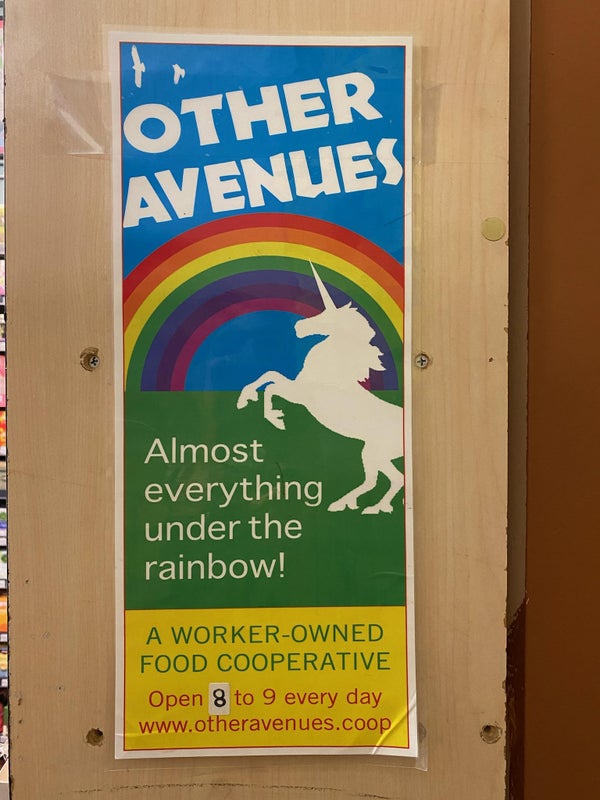 OTHER
AVENUES
Almost
everything
under the
rainbow!
A WORKER-OWNED
FOOD COOPERATIVE
Open 8 to 9 every day
www.otheravenues.coop